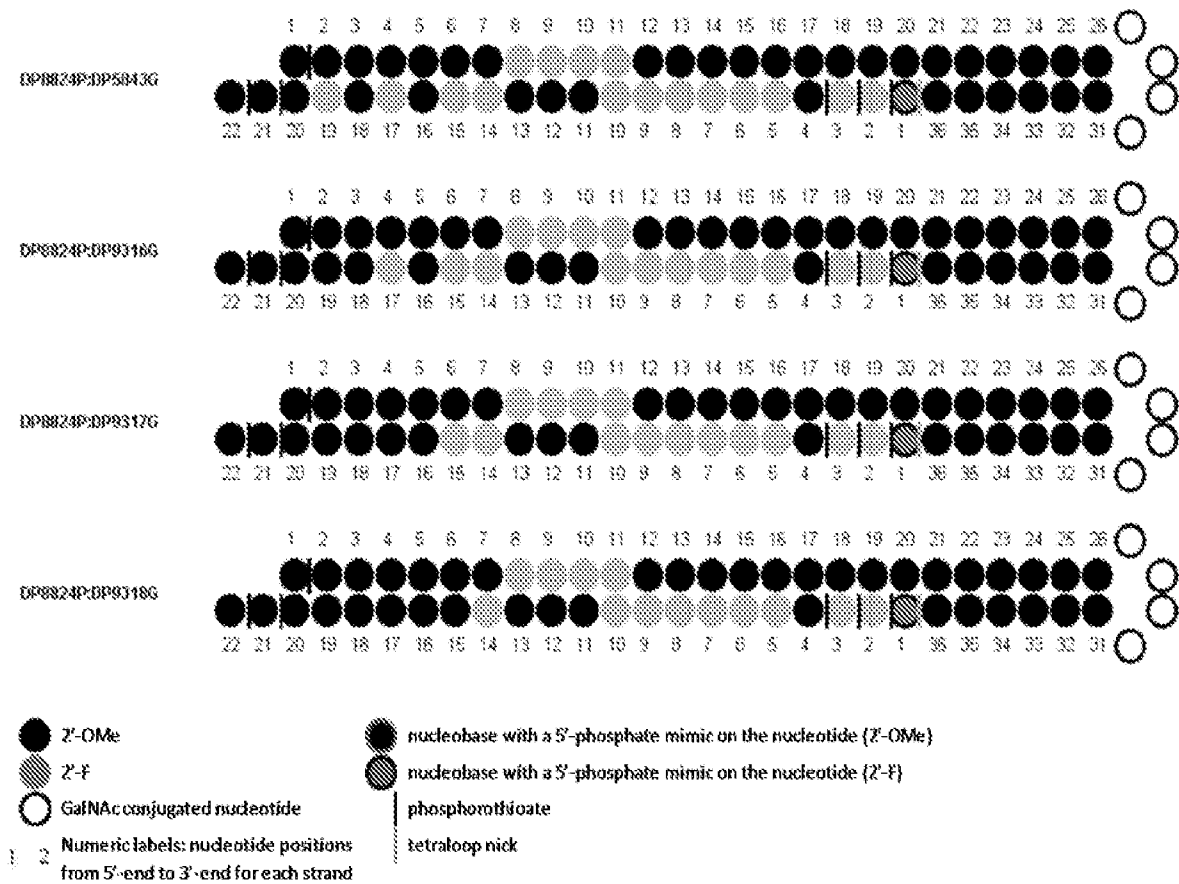 1 2 3 4 5 6 7 8 9 10 11 12 13 14 15 16 17 18 19 20 21 22 23 24 25 26
DP8824P:DP5843G
22 21 20 19 18 17 16 15 14 13 12 11 10 9 8 7 6 5 4 3 2 1 36 35 34 33 32 31
1 2 3 4 5 6 7 8 9 10 11 12 13 14 15 16 17 18 19 20 21 22 23 24 25 26
DP8824P:DP9316G
22 21 20 19 18 17 16 15 14 13 12 11 10 9 8 7 6 5 4 3 2 1 36 35 34 33 32 31
1 2 3 4 5 6 7 8 9 10 11 12 13 14 15 16 17 18 19 20 21 22 23 24 25 26
DP8824P:DP9317G
22 21 20 19 18 17 16 15 14 13 12 11 10 9 8 7 6 5 4 3 2 1 36 35 34 33 32 31
1 2 3 4 5 6 7 8 9 10 11 12 13 14 15 16 17 18 19 20 21 22 23 24 25 26
DP8824P:DP9318G
22 21 20 19 18 17 16 15 14 13 12 11 10 9 8 7 6 5 4 3 2 1 36 35 34 33 32 31
2'-OMe
2'-F
GalNAc conjugated nucleotide
1 2 Numeric labels: nucleotide positions
from 5'-end to 3'-end for each strand
nucleobase with a 5'-phosphate mimic on the nucleotide (2'-OMe)
nucleobase with a 5'-phosphate mimic on the nucleotide (2'-F)
phosphorothioate
tetraloop nick